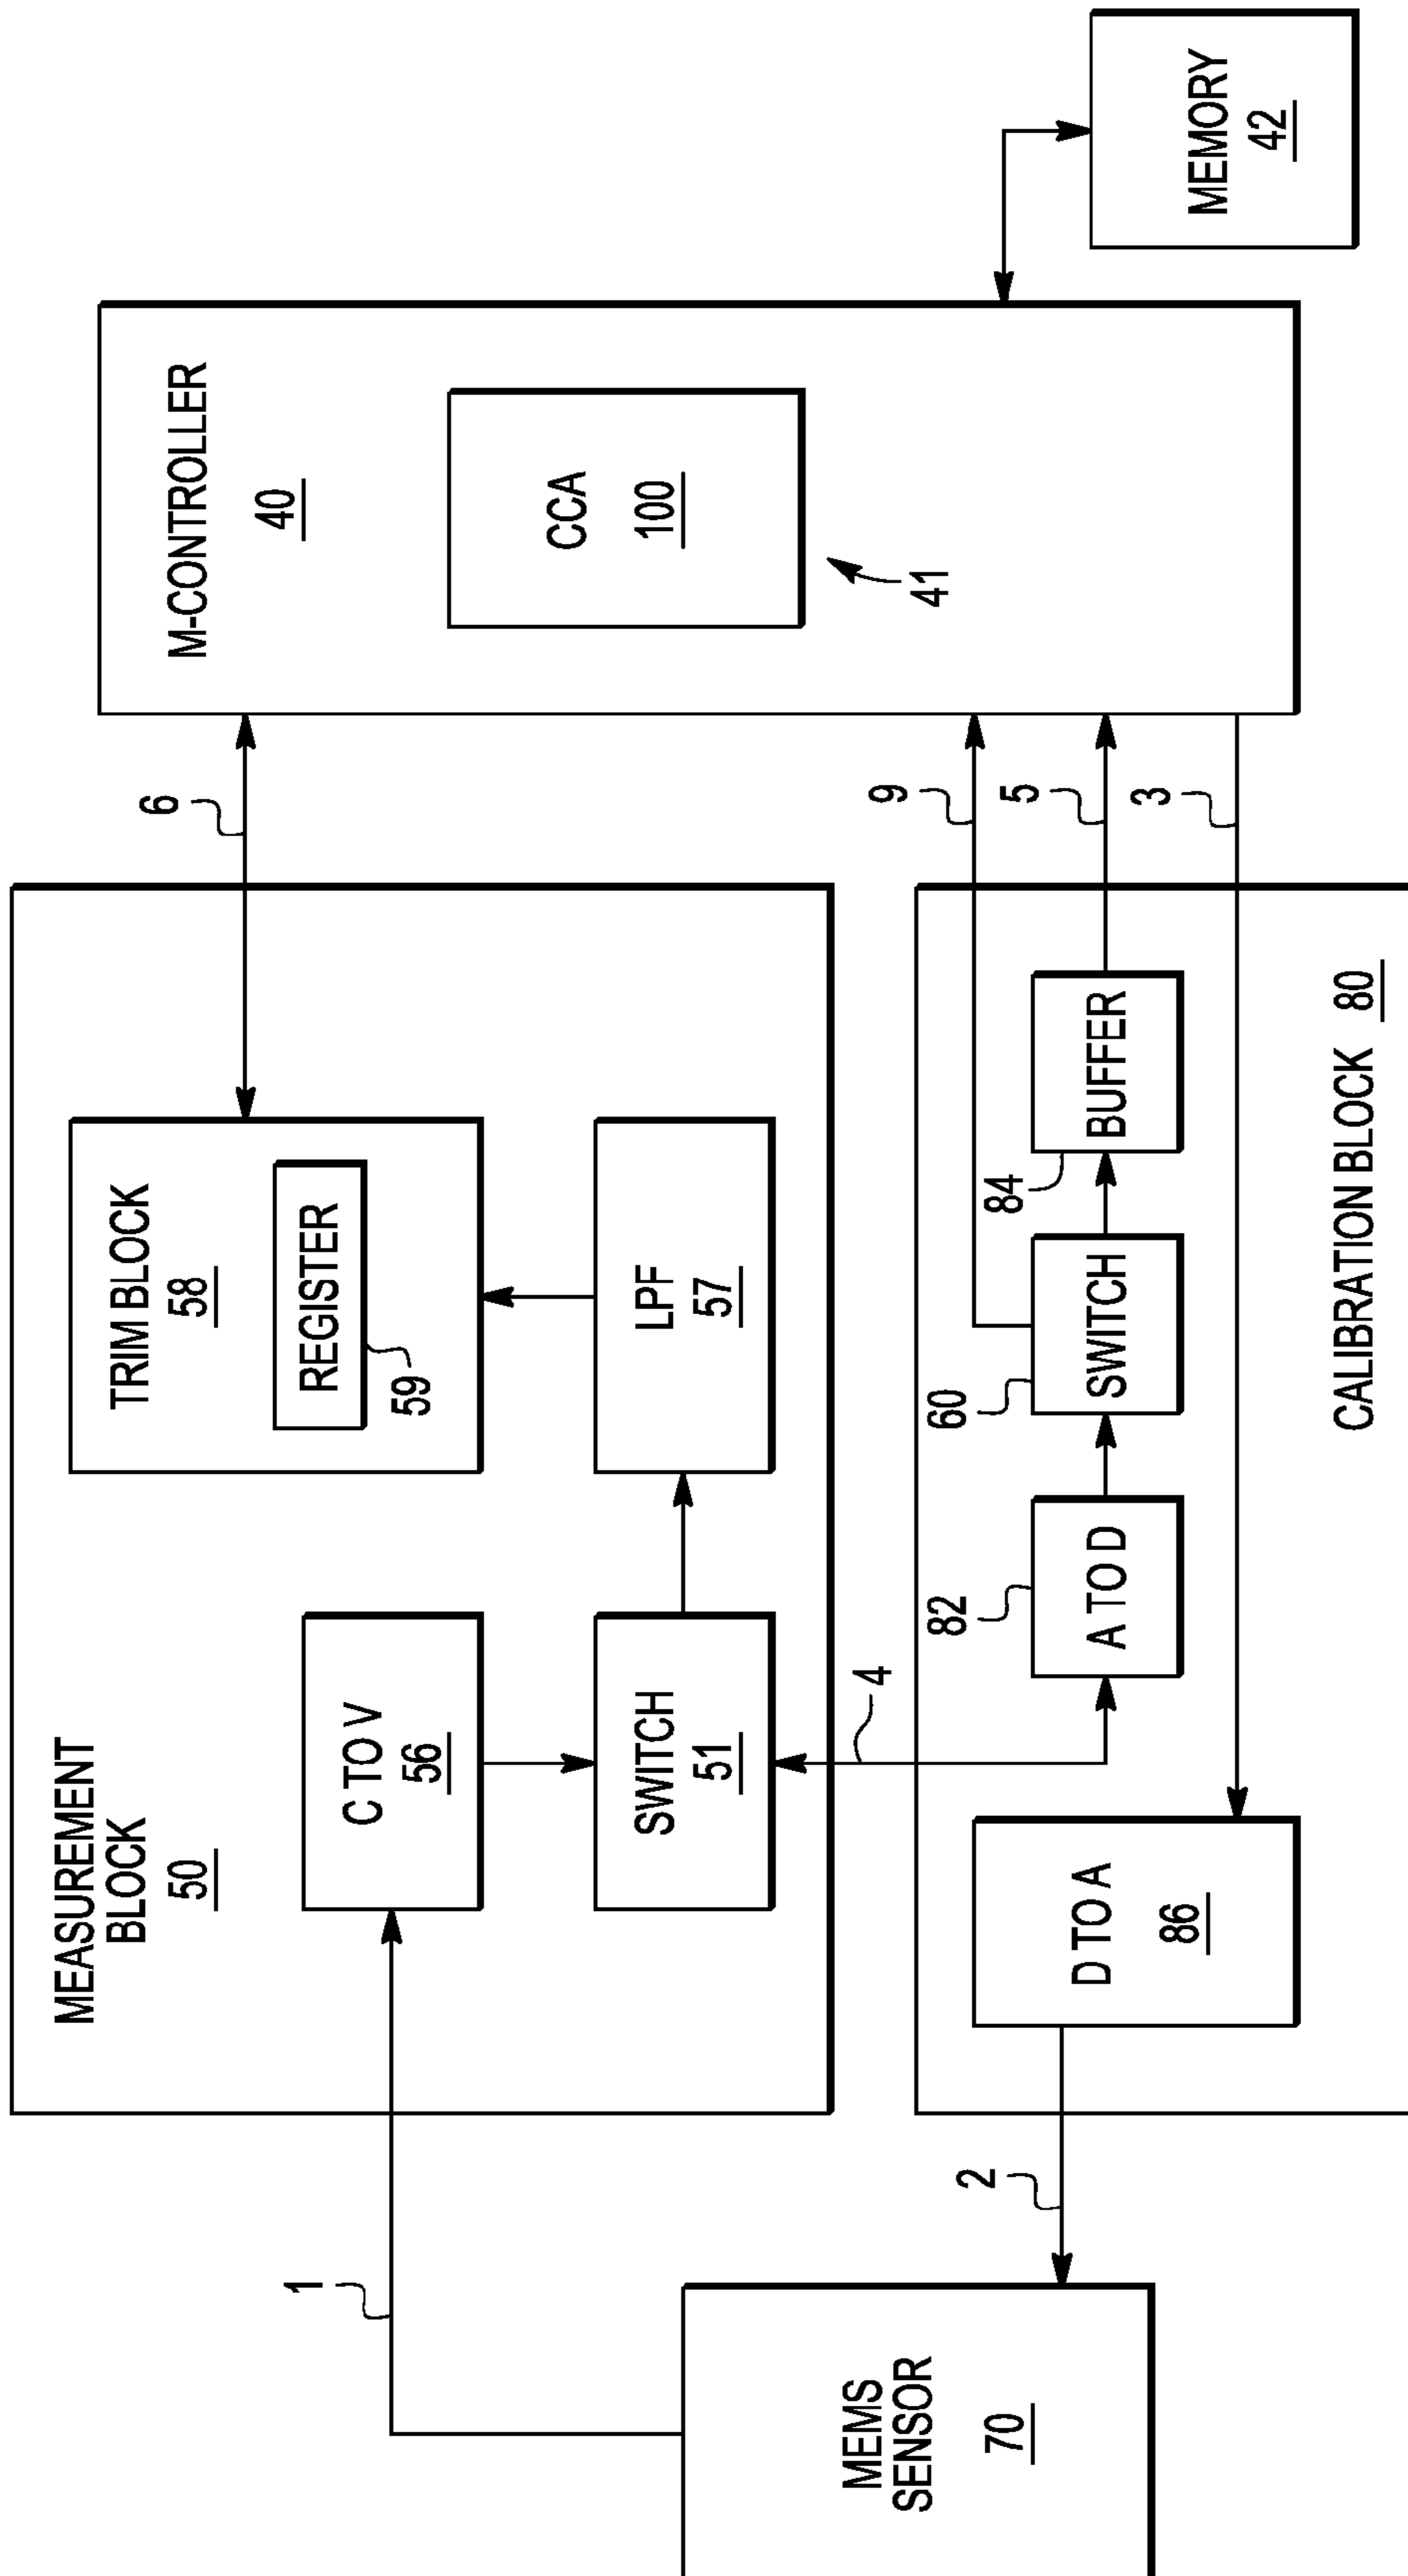 MEASUREMENT
BLOCK
50
C TO V
56
SWITCH
51
TRIM BLOCK
58
REGISTER
59
LPF
57
6
M-CONTROLLER
40
CCA
100
41
MEMORY
42
1
MEMS
SENSOR
70
2
D TO A
86
4
82
A TO D
60
SWITCH
84
BUFFER
9
5
3
CALIBRATION BLOCK 80